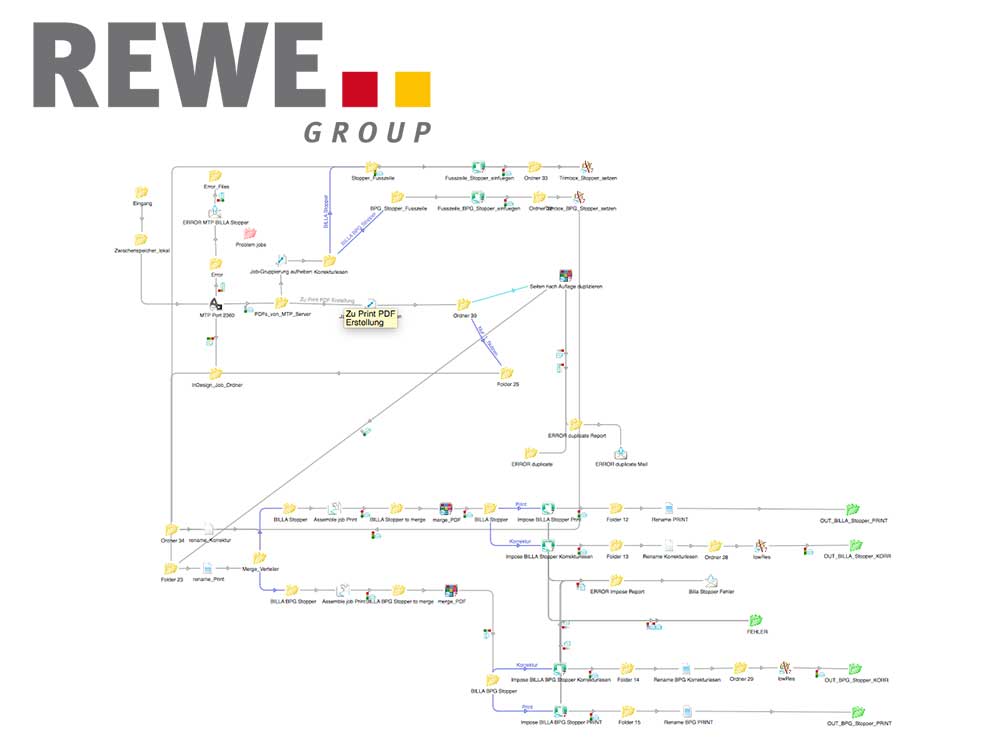 REWE
GROUP
Stopper_Fusszeile
Fusszeile_Stopper_einfuegen
Ordner 33
Trimbox_Stopper_setzen
Error_Files
Eingang
BILLA Stopper
BPG_Stopper_Fusszeile
Fusszeile_BPG_Stopper_einfuegen
Trimbox_BPG_Stopper_setzen
ERROR MTP BILLA Stopper
BILLA BPG Stopper
Problem jobs
Zwischenspeicher_lokal
Error
Job-Gruppierung aufheben
Korrekturlesen
Seiten nach Auflage duplizieren
Zu Print PDF Erstellung
MTP Port 2360
PDFs_von_MTP_Server
Zu Print PDF
Erstellung
Ordner 30
InDesign_Job_Ordner
Folder 25
ERROR duplicate Report
ERROR duplicate
ERROR duplicate Mail
Print
BILLA Stopper
Assemble job Print
BILLA Stopper to merge
merge_PDF
BILLA Stopper
Impose BILLA Stopper Print
Folder 12
Rename PRINT
OUT_BILLA_Stopper_PRINT
Ordner 34
rename_Korrektur
Korrektur
Impose BILLA Stopper Korrekturlesen
Folder 13
Rename Korrekturlesen
Ordner 28
lowRes
OUT_BILLA_Stopper_KORR
Folder 23
rename_Print
Merge_Verteiler
ERROR Impose Report
Billa Stopper Fehler
BILLA BPG Stopper
Assemble job Print
BILLA BPG Stopper to merge
merge_PDF
FEHLER
Korrektur
BILLA BPG Stopper
Impose BILLA BPG Stopper Korrekturlesen
Folder 14
Rename BPG Korrekturlesen
Ordner 29
lowRes
OUT_BPG_Stopper_KORR
Print
Impose BILLA BPG Stopper PRINT
Folder 15
Rename BPG PRINT
OUT_BPG_Stopper_PRINT